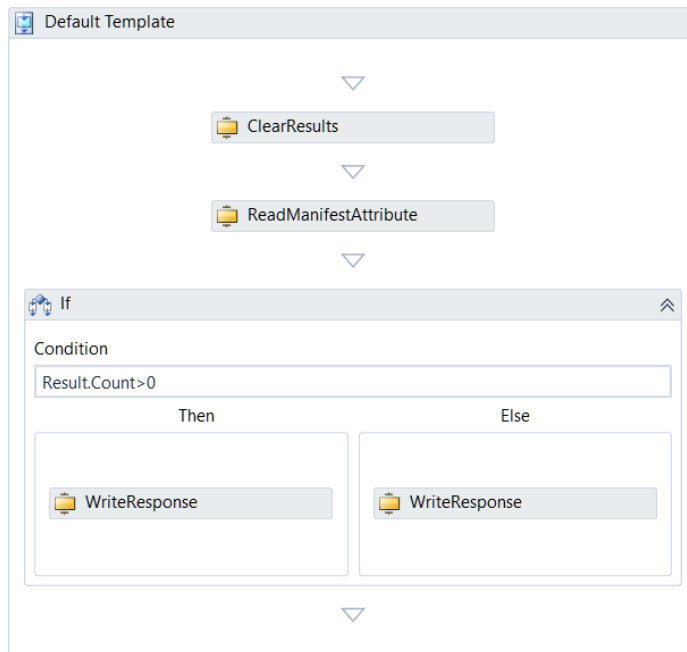 Default Template
ClearResults
ReadManifestAttribute
If
Condition
Result.Count>0
Then Else
WriteResponse WriteResponse